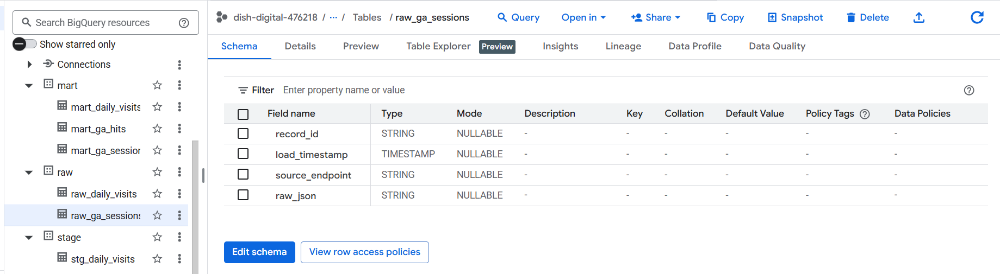 Search BigQuery resources
Show starred only
Connections
mart
mart_daily_visits
mart_ga_hits
mart_ga_session
raw
raw_daily_visits
raw_ga_sessions
stage
stg_daily_visits
dish-digital-476218 / ... / Tables / raw_ga_sessions
Query Open in Share Copy Snapshot Delete
Schema Details Preview Table Explorer Preview Insights Lineage Data Profile Data Quality
Filter Enter property name or value
Field name Type Mode Description Key Collation Default Value Policy Tags Data Policies
record_id STRING NULLABLE - - - - - -
load_timestamp TIMESTAMP NULLABLE - - - - - -
source_endpoint STRING NULLABLE - - - - - -
raw_json STRING NULLABLE - - - - - -
Edit schema View row access policies